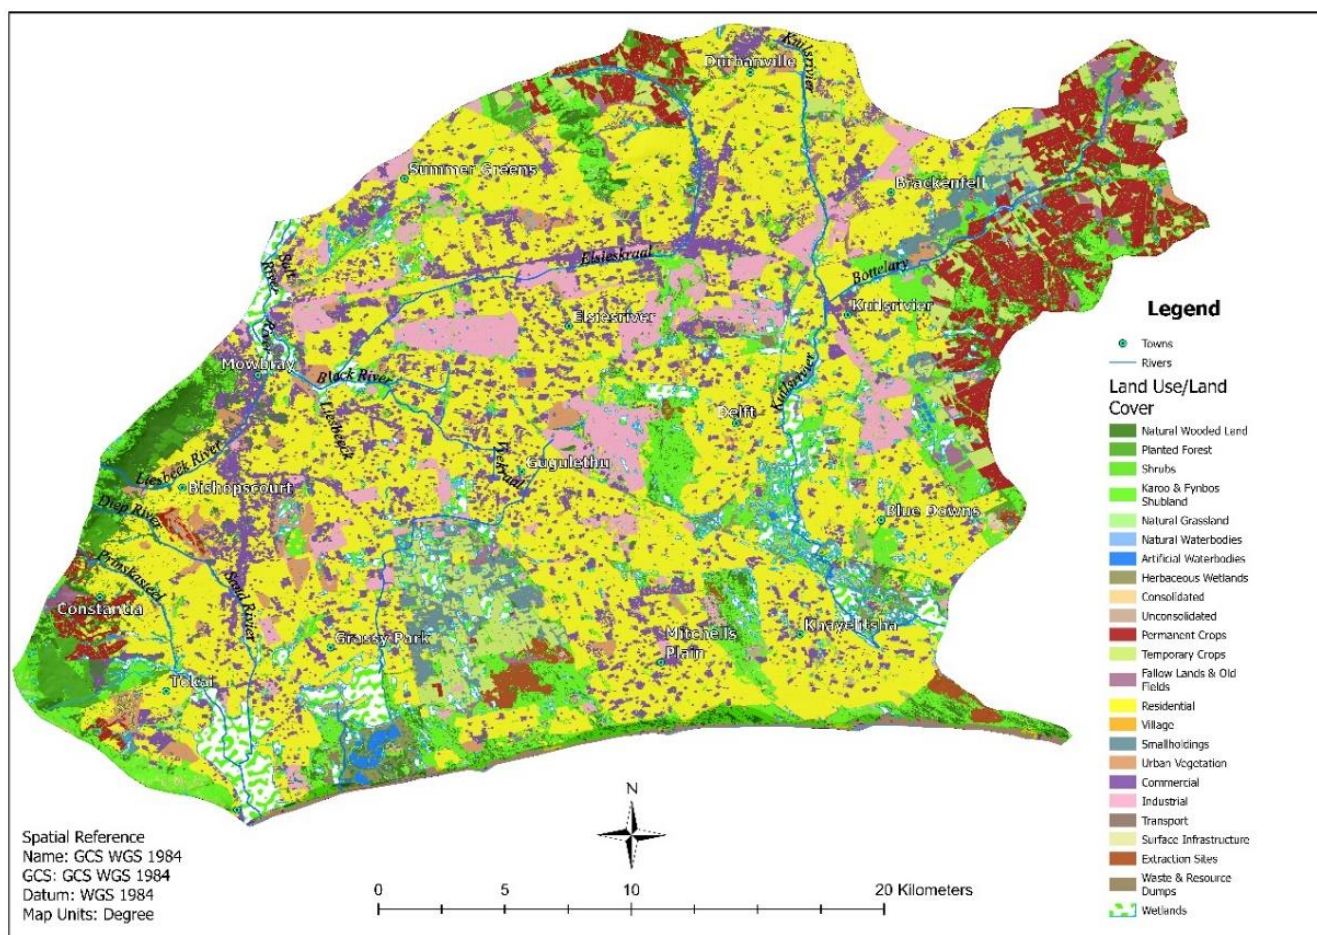 Kuilsrivier
Durbanville
Summer Greens
Brackenfell
Salt
River
Elsieskraal
Bottelary
Kuilsrivier
Elsiesriver
River
Mowbray
Black River
Kuilsrivier
Liesbeeck
Delft
Gugulethu
Liesbeek River
Bishopscourt
Diep River
Blue Downs
Prinskasteel
Constantia
Sand River
Khayelitsha
Grassy Park
Mitchells
Plain
Tokai
Legend
Towns
Rivers
Land Use/Land
Cover
Natural Wooded Land
Planted Forest
Shrubs
Karoo & Fynbos
Shubland
Natural Grassland
Natural Waterbodies
Artificial Waterbodies
Herbaceous Wetlands
Consolidated
Unconsolidated
Permanent Crops
Temporary Crops
Fallow Lands & Old
Fields
Residential
Village
Smallholdings
Urban Vegetation
Commercial
Industrial
Transport
Surface Infrastructure
Extraction Sites
Waste & Resource
Dumps
Wetlands
N
Spatial Reference
Name: GCS WGS 1984
GCS: GCS WGS 1984
Datum: WGS 1984
Map Units: Degree
0 5 10 20 Kilometers